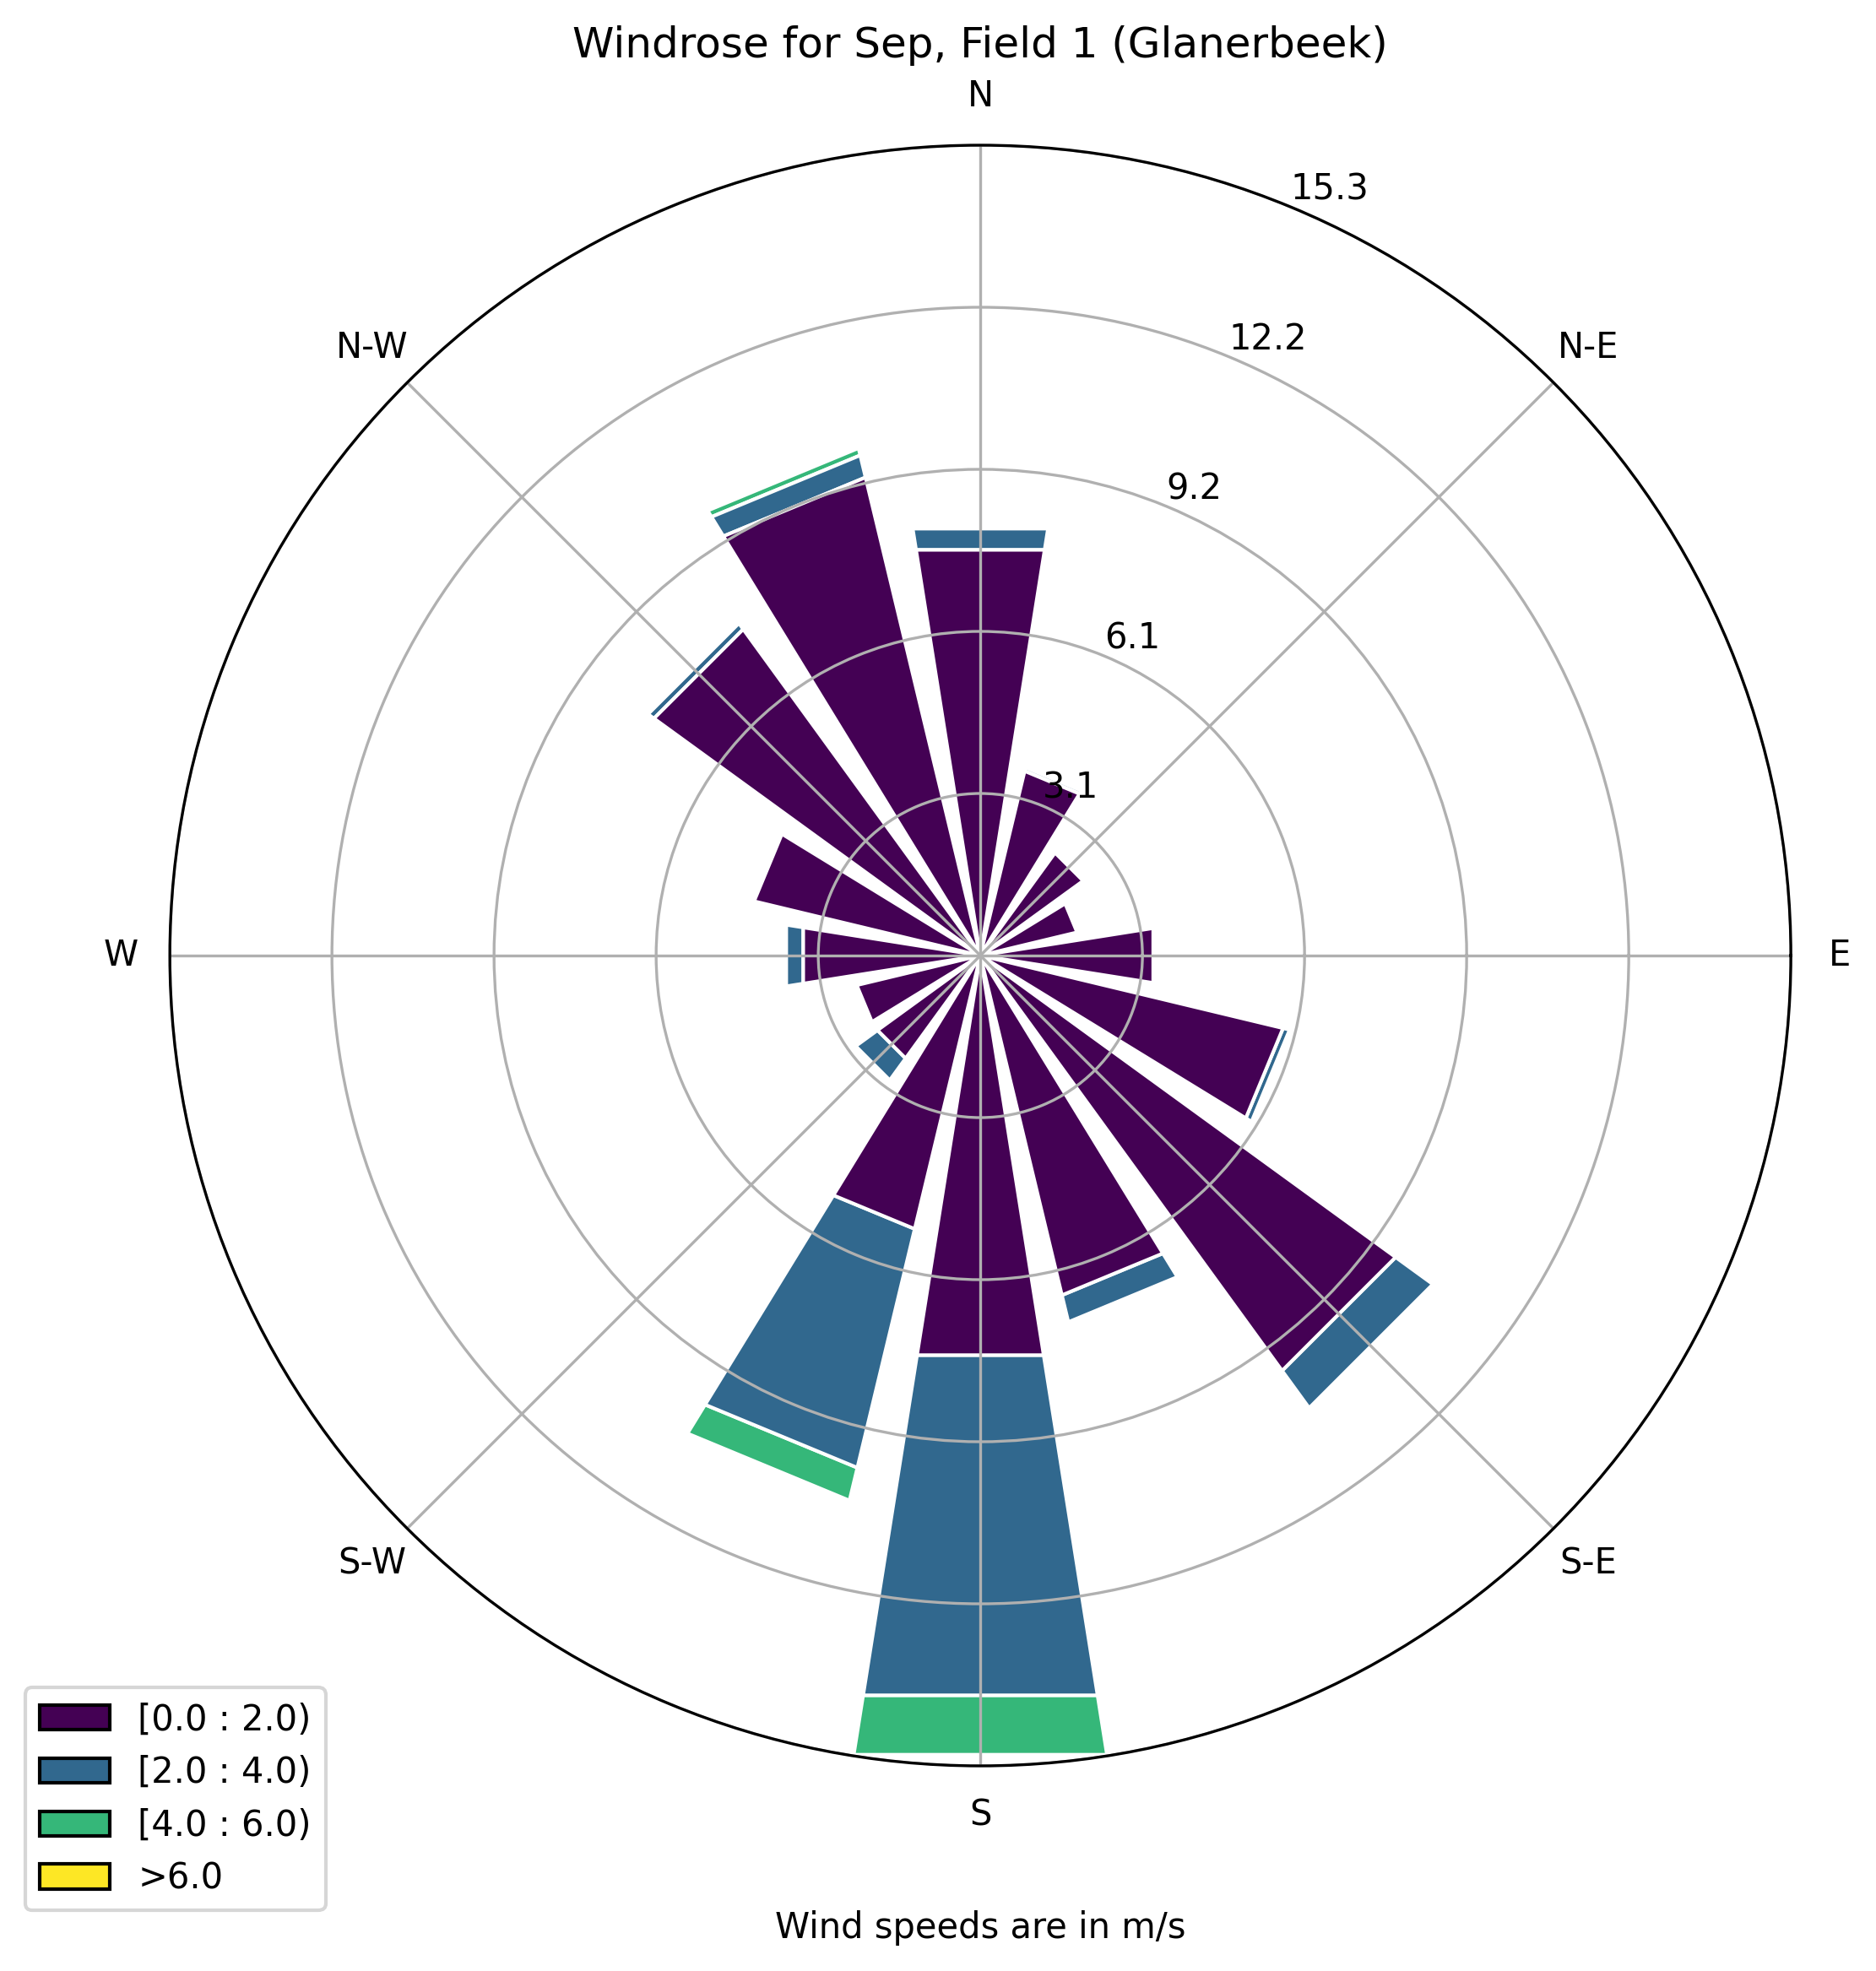 Windrose for Sep, Field 1 (Glanerbeek)
N
15.3
12.2
N-W
N-E
9.2
6.1
3.1
W
E
S-W
S-E
S
[0.0 : 2.0)
[2.0 : 4.0)
[4.0 : 6.0)
>6.0
Wind speeds are in m/s